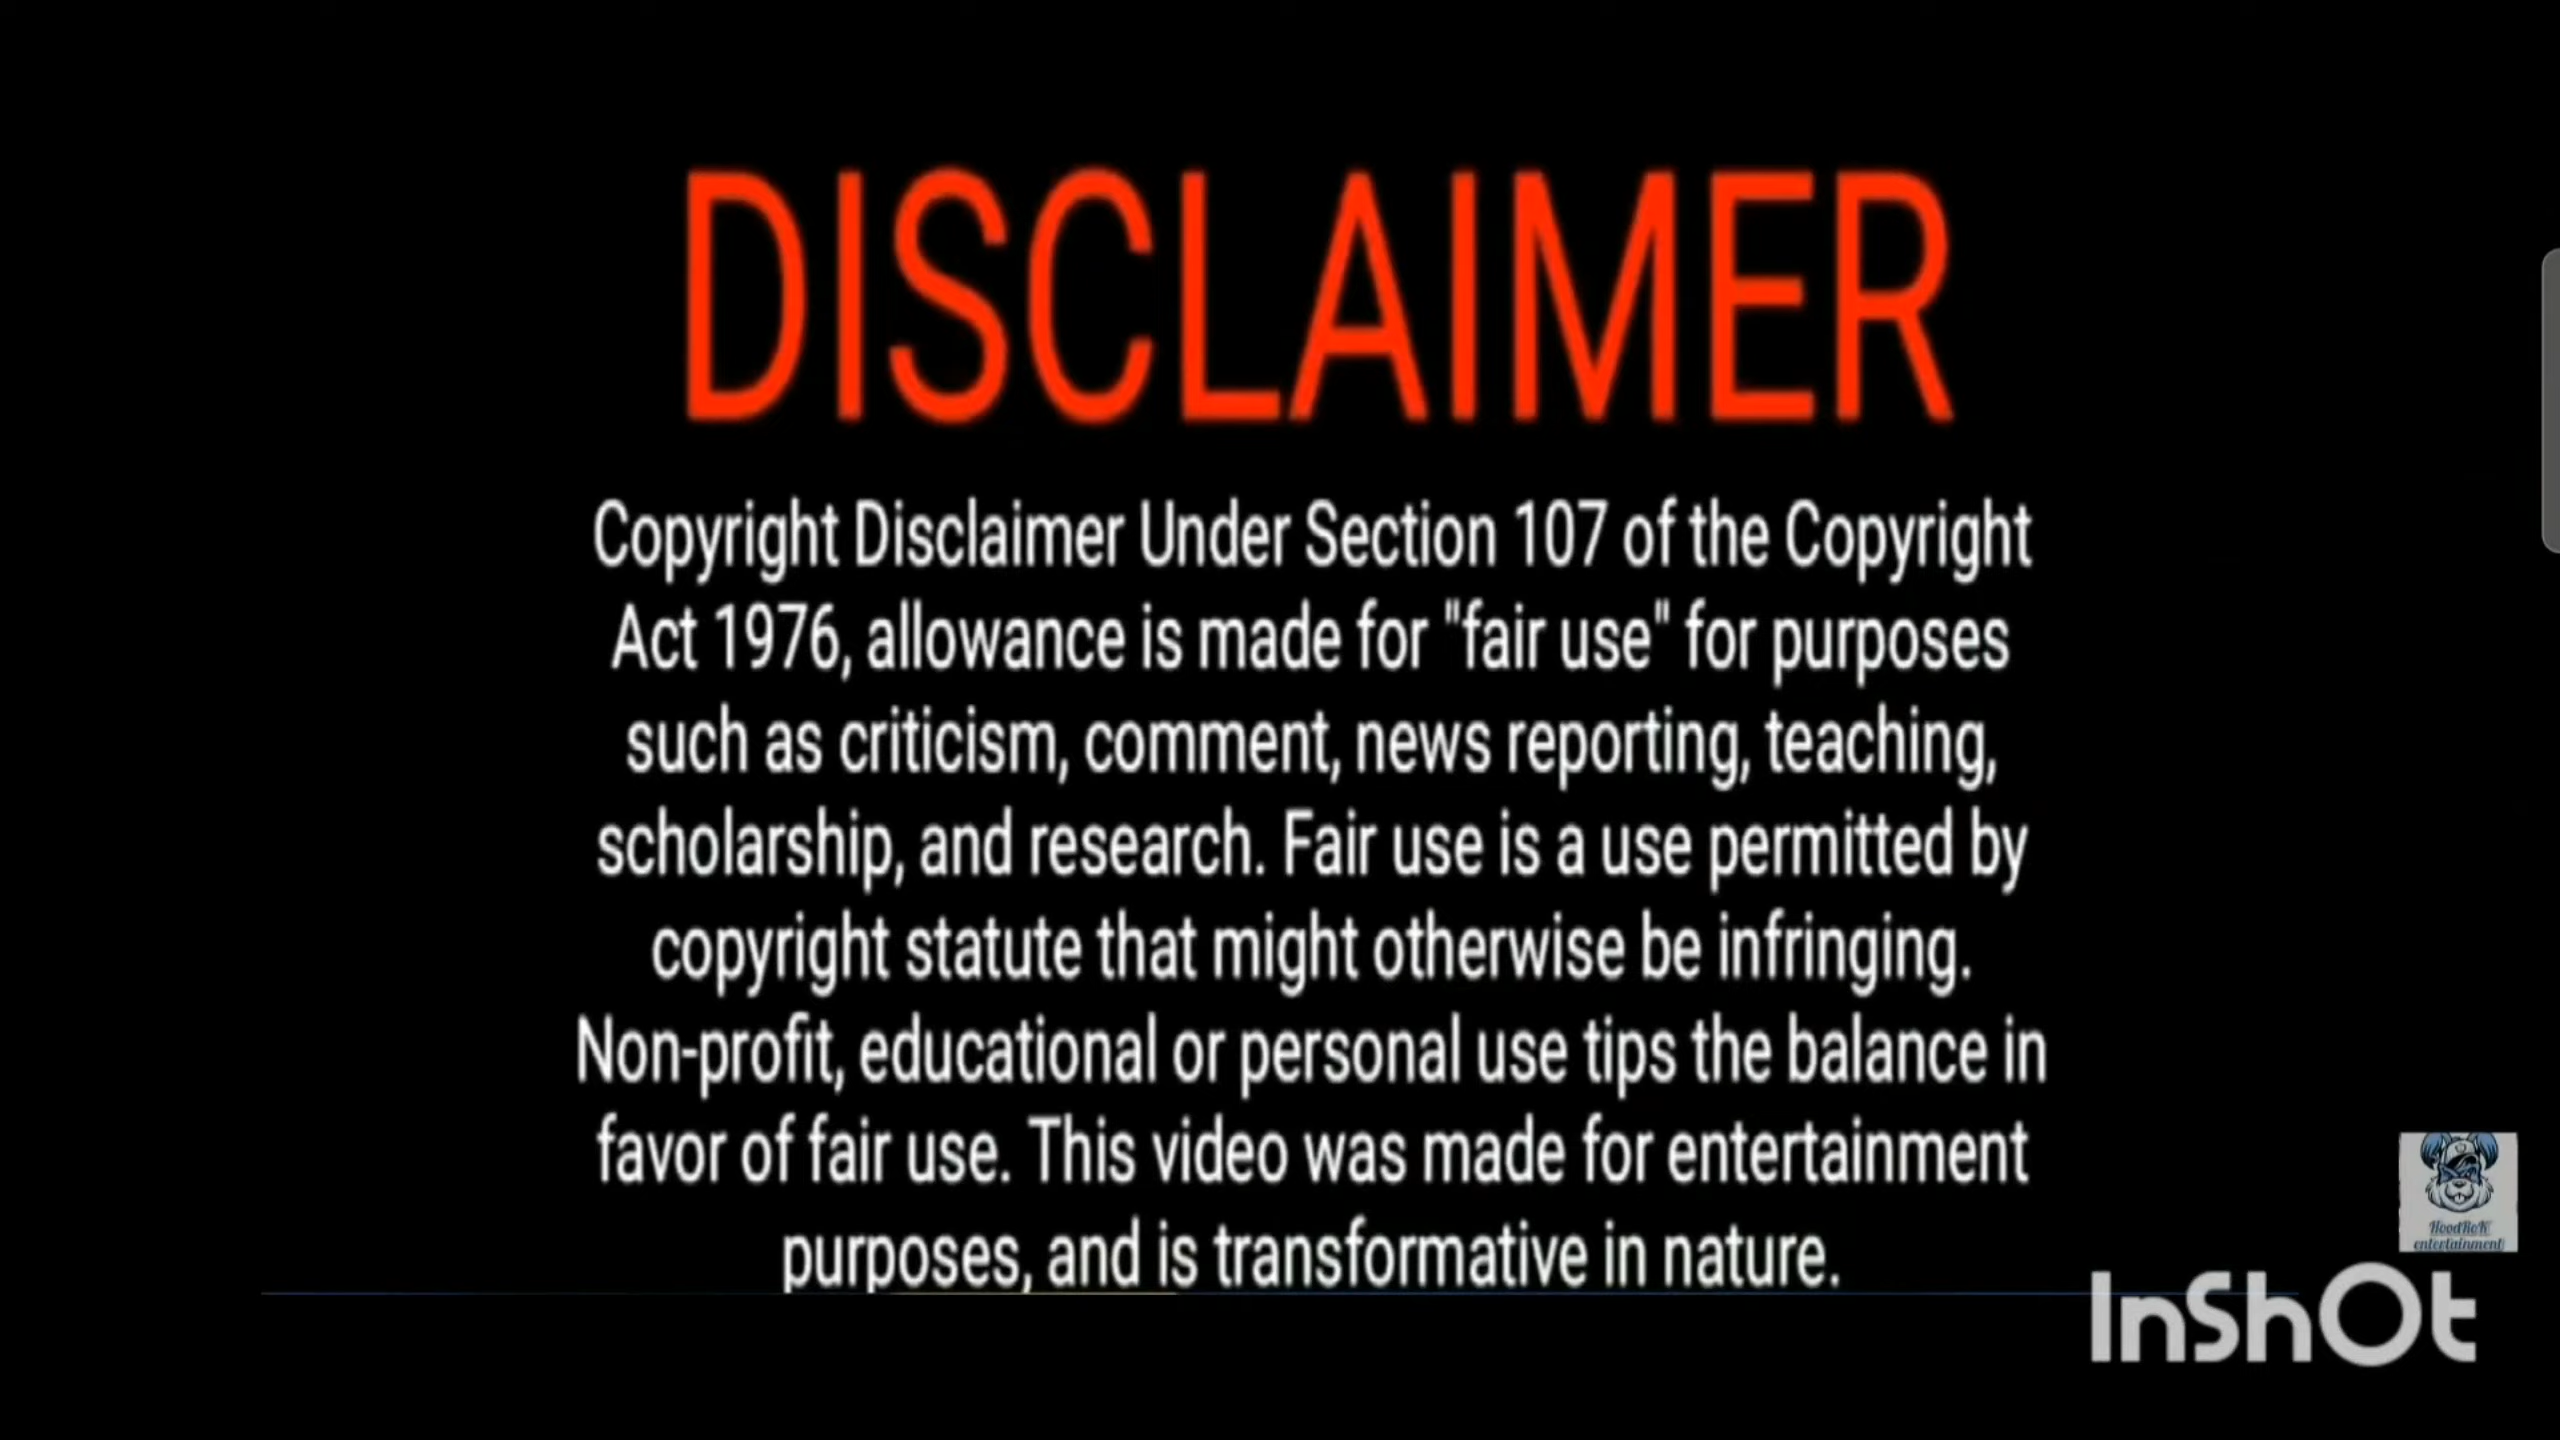 DISCLAIMER
Copyright Disclaimer Under Section 107 of the Copyright
Act 1976, allowance is made for "fair use" for purposes
such as criticism, comment, news reporting, teaching,
scholarship, and research. Fair use is a use permitted by
copyright statute that might otherwise be infringing.
Non-profit, educational or personal use tips the balance in
favor of fair use. This video was made for entertainment
purposes, and is transformative in nature.
HoodRoK
entertainment
InShOt